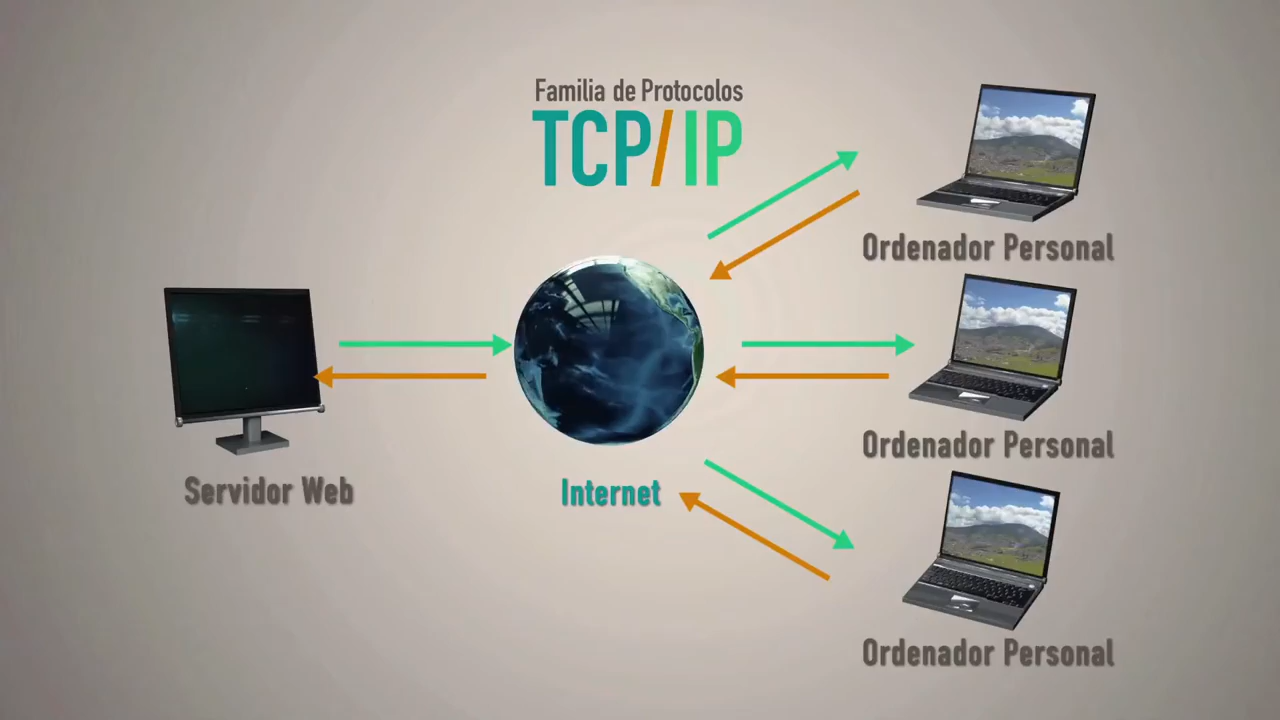 Familia de Protocolos
TCP/IP
Ordenador Personal
Ordenador Personal
Servidor Web
Internet
Ordenador Personal